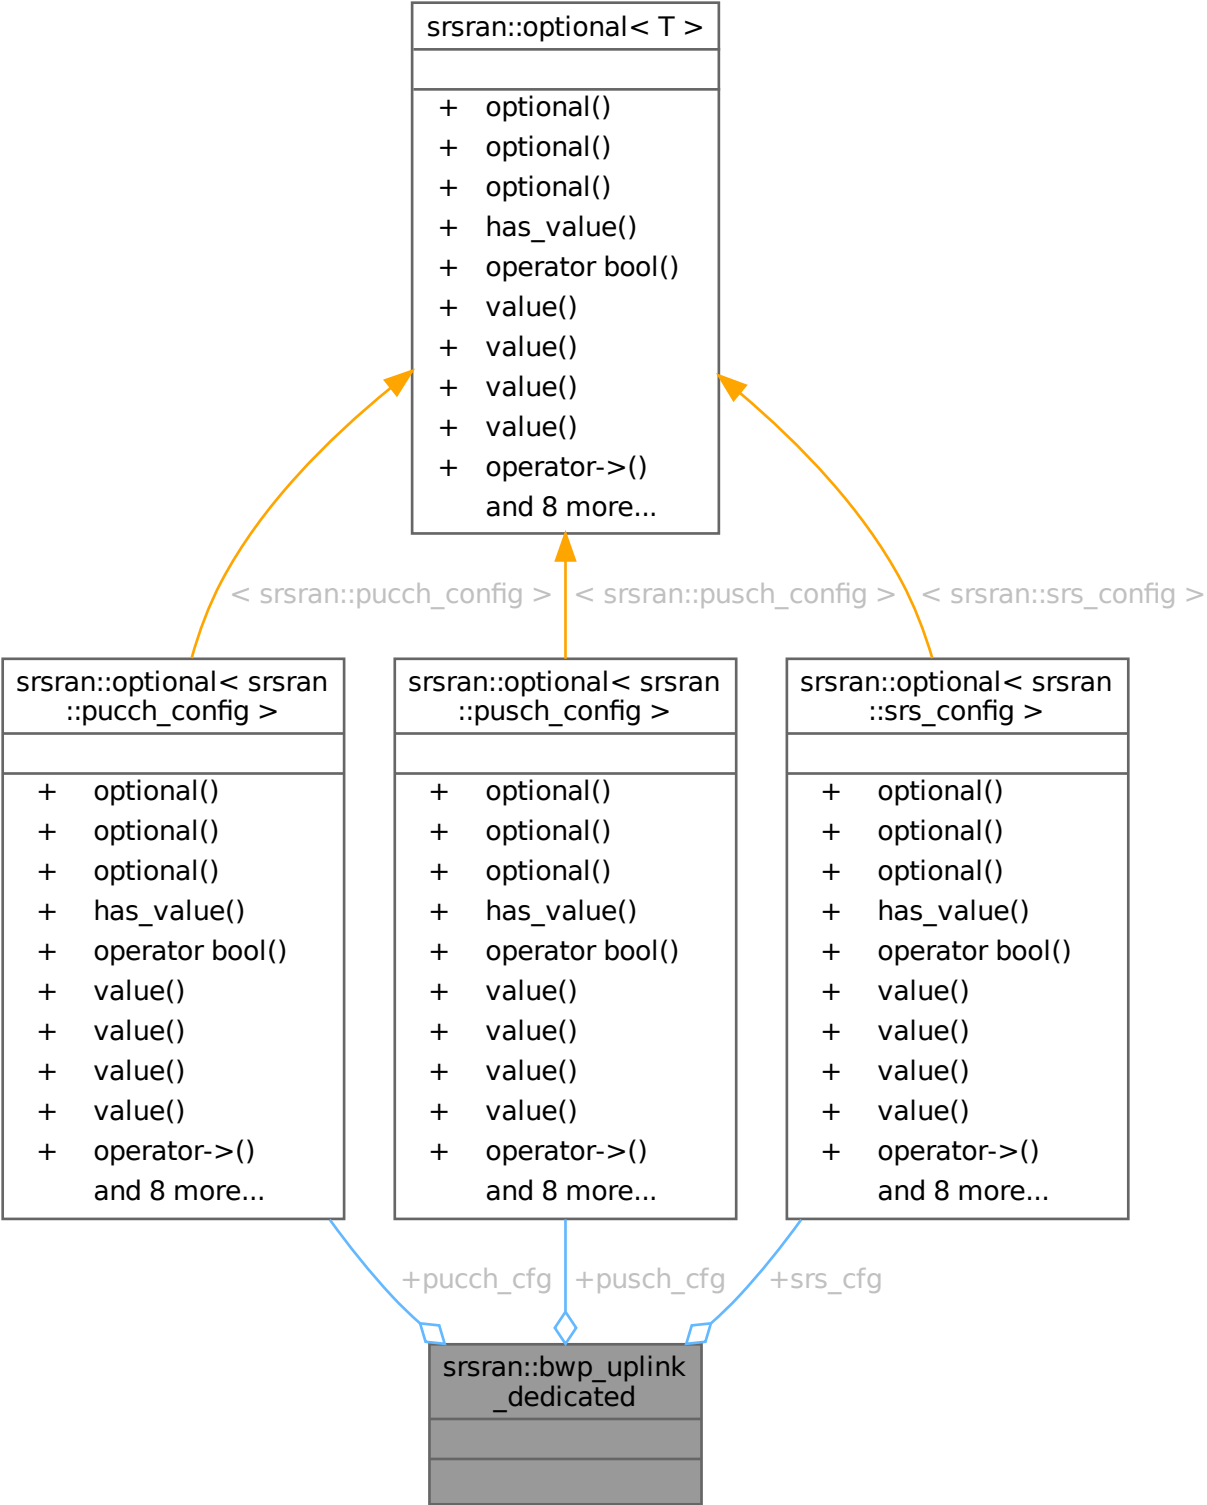 srsran::optional< T >
+ optional()
+ optional()
+ optional()
+ has_value()
+ operator bool()
+ value()
+ value()
+ value()
+ value()
+ operator->()
and 8 more...
< srsran::pucch_config >
< srsran::pusch_config >
< srsran::srs_config >
srsran::optional< srsran
::pucch_config >
+ optional()
+ optional()
+ optional()
+ has_value()
+ operator bool()
+ value()
+ value()
+ value()
+ value()
+ operator->()
and 8 more...
srsran::optional< srsran
::pusch_config >
+ optional()
+ optional()
+ optional()
+ has_value()
+ operator bool()
+ value()
+ value()
+ value()
+ value()
+ operator->()
and 8 more...
srsran::optional< srsran
::srs_config >
+ optional()
+ optional()
+ optional()
+ has_value()
+ operator bool()
+ value()
+ value()
+ value()
+ value()
+ operator->()
and 8 more...
+pucch_cfg
+pusch_cfg
+srs_cfg
srsran::bwp_uplink
_dedicated